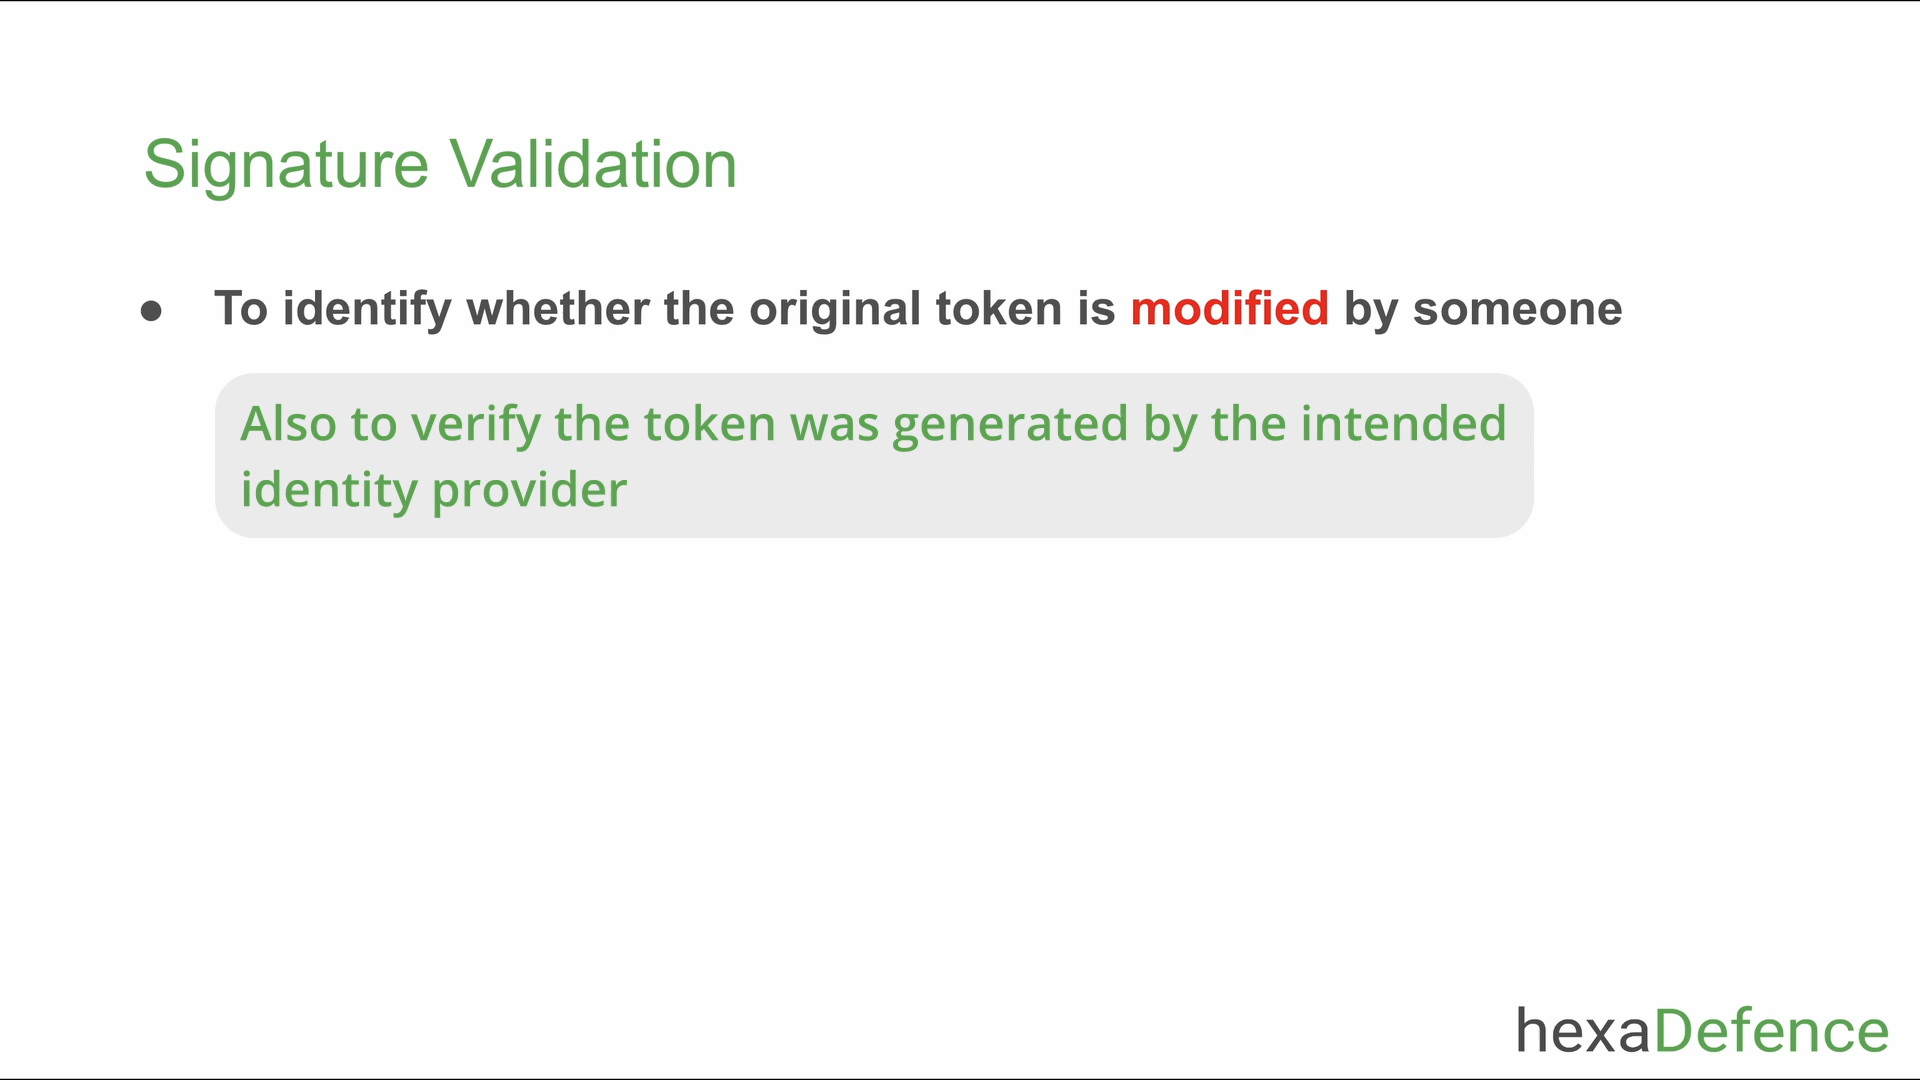 Signature Validation
● To identify whether the original token is modified by someone
Also to verify the token was generated by the intended
identity provider
hexaDefence